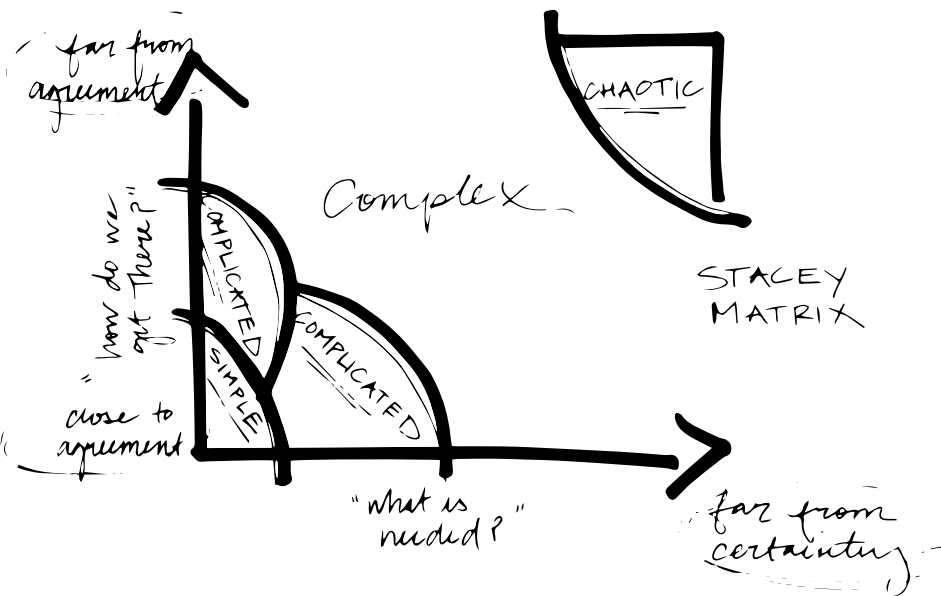 far from
agreement
CHAOTIC
Complex
"how do we
get There?"
OMPLICATED
COMPLICATED
SIMPLE
STACEY
MATRIX
close to
agreement
"what is
needed?"
far from
certainty